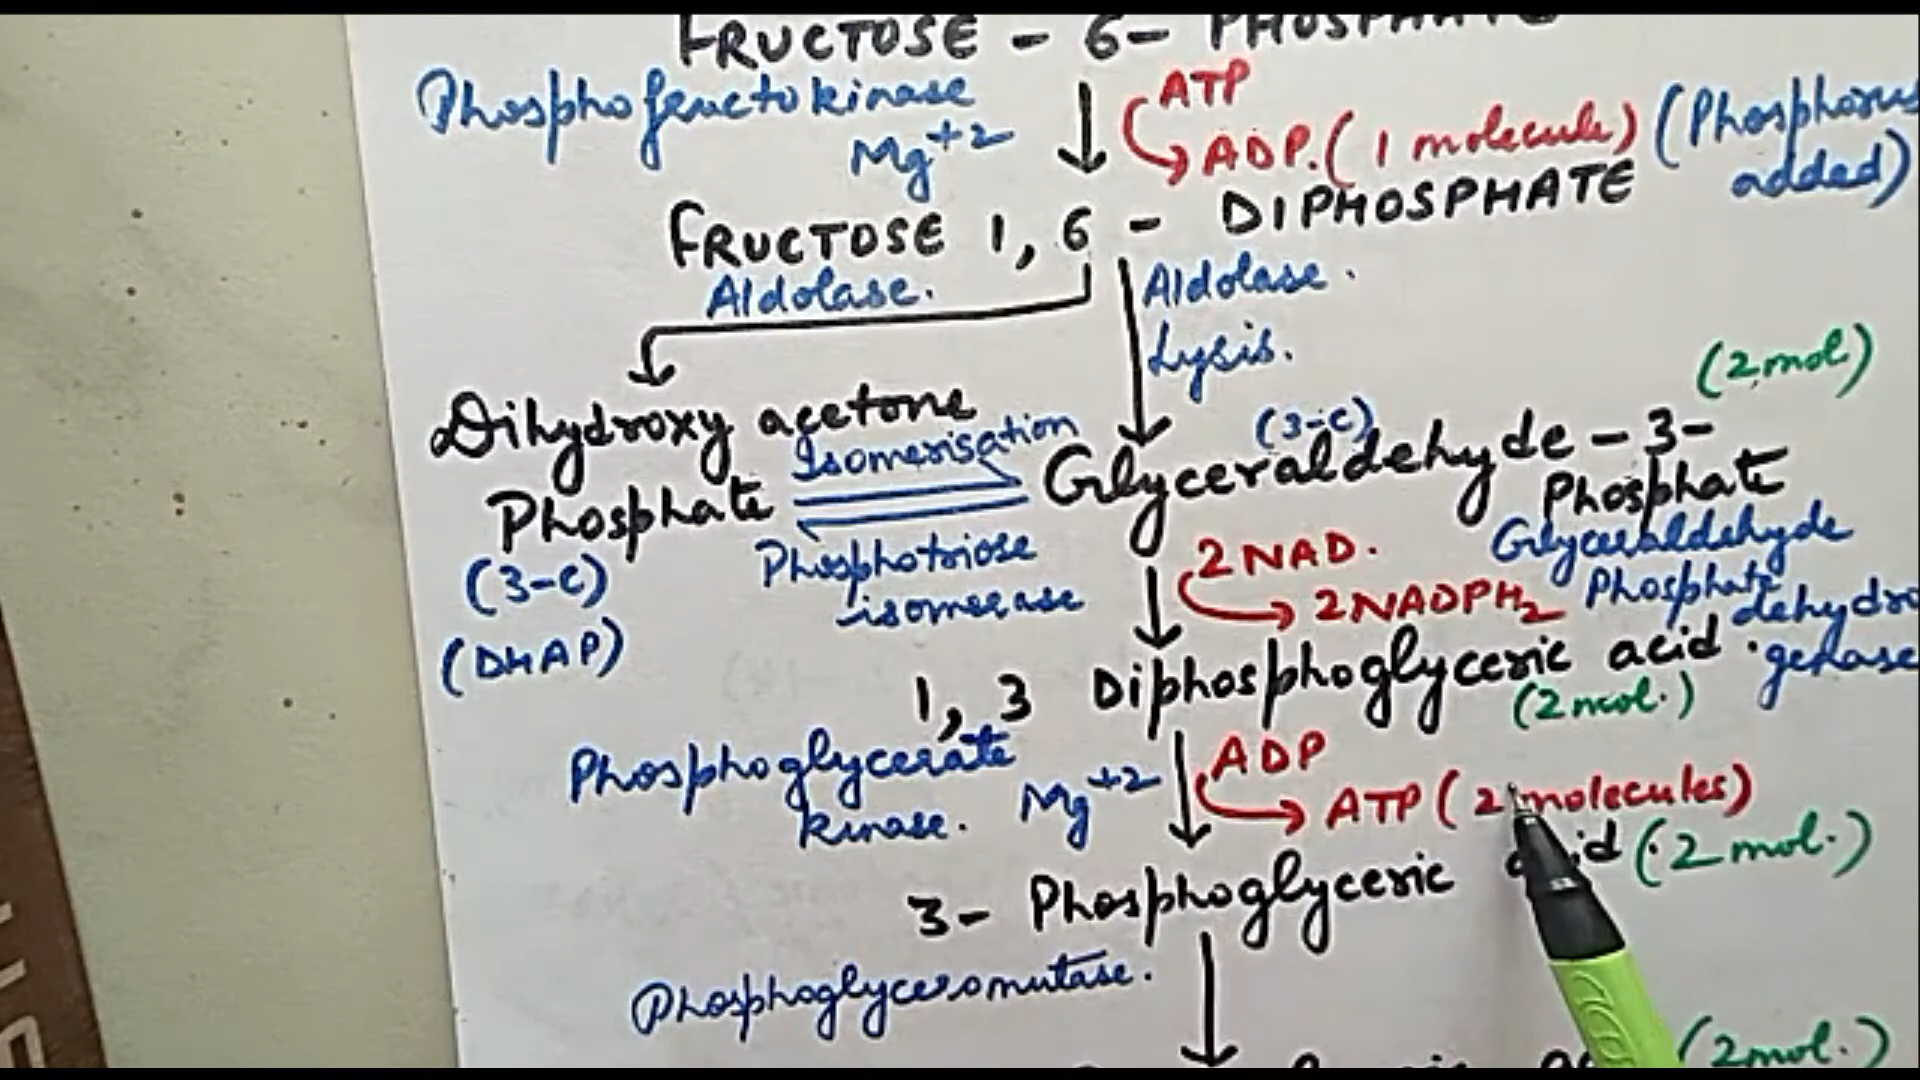 FRUCTOSE - 6 - PHOSPHATE
Phosphofructokinase
Mg+2
ATP
ADP. (1 molecule)
(Phosphorus
added)
FRUCTOSE 1, 6 - DIPHOSPHATE
Aldolase.
Aldolase.
Lysis.
(2 mol)
Dihydroxy acetone
Phosphate
(3-C)
(DHAP)
Isomerisation
Phosphotriose
isomerase
(3-C)
Glyceraldehyde - 3 -
Phosphate
2NAD.
2NADPH2
Glyceraldehyde
Phosphate
dehydro
genase
1, 3 Diphosphoglyceric acid.
(2 mol.)
Phosphoglycerate
kinase.
Mg+2
ADP
ATP (2 molecules)
3- Phosphoglyceric acid (2 mol.)
Phosphoglyceromutase.
(2mol.)